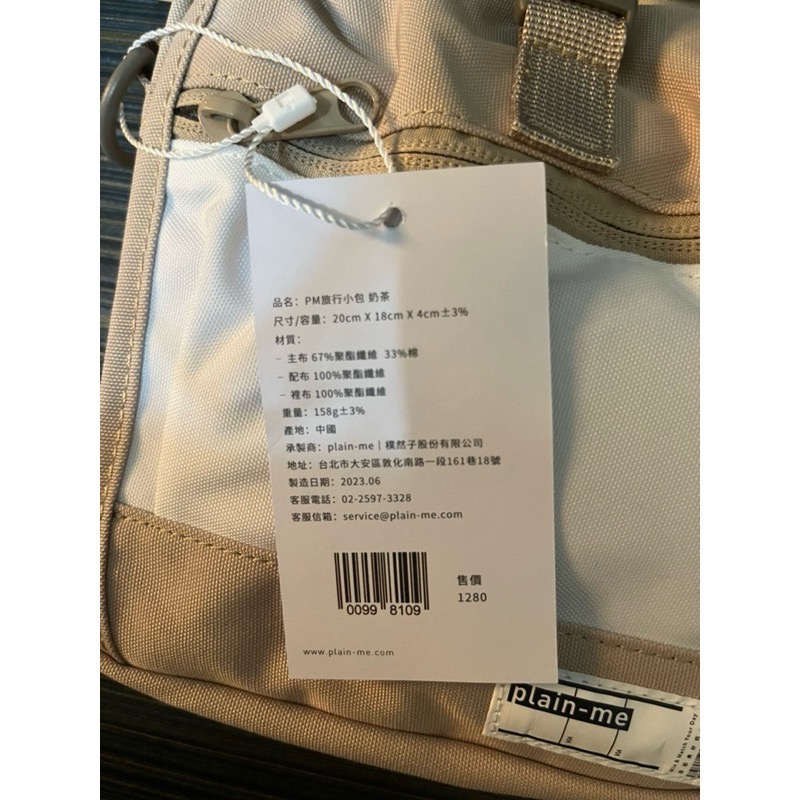 品名：PM旅行小包 奶茶
尺寸/容量：20cm X 18cm X 4cm±3%
材質：
– 主布 67%聚酯纖維 33%棉
– 配布 100%聚酯纖維
– 裡布 100%聚酯纖維
重量：158g±3%
產地：中國
承製商：plain-me｜樸然子股份有限公司
地址：台北市大安區敦化南路一段161巷18號
製造日期：2023.06
客服電話：02-2597-3328
客服信箱：service@plain-me.com
0099 8109
售價
1280
www.plain-me.com
plain-me
Mix & Match Your Day